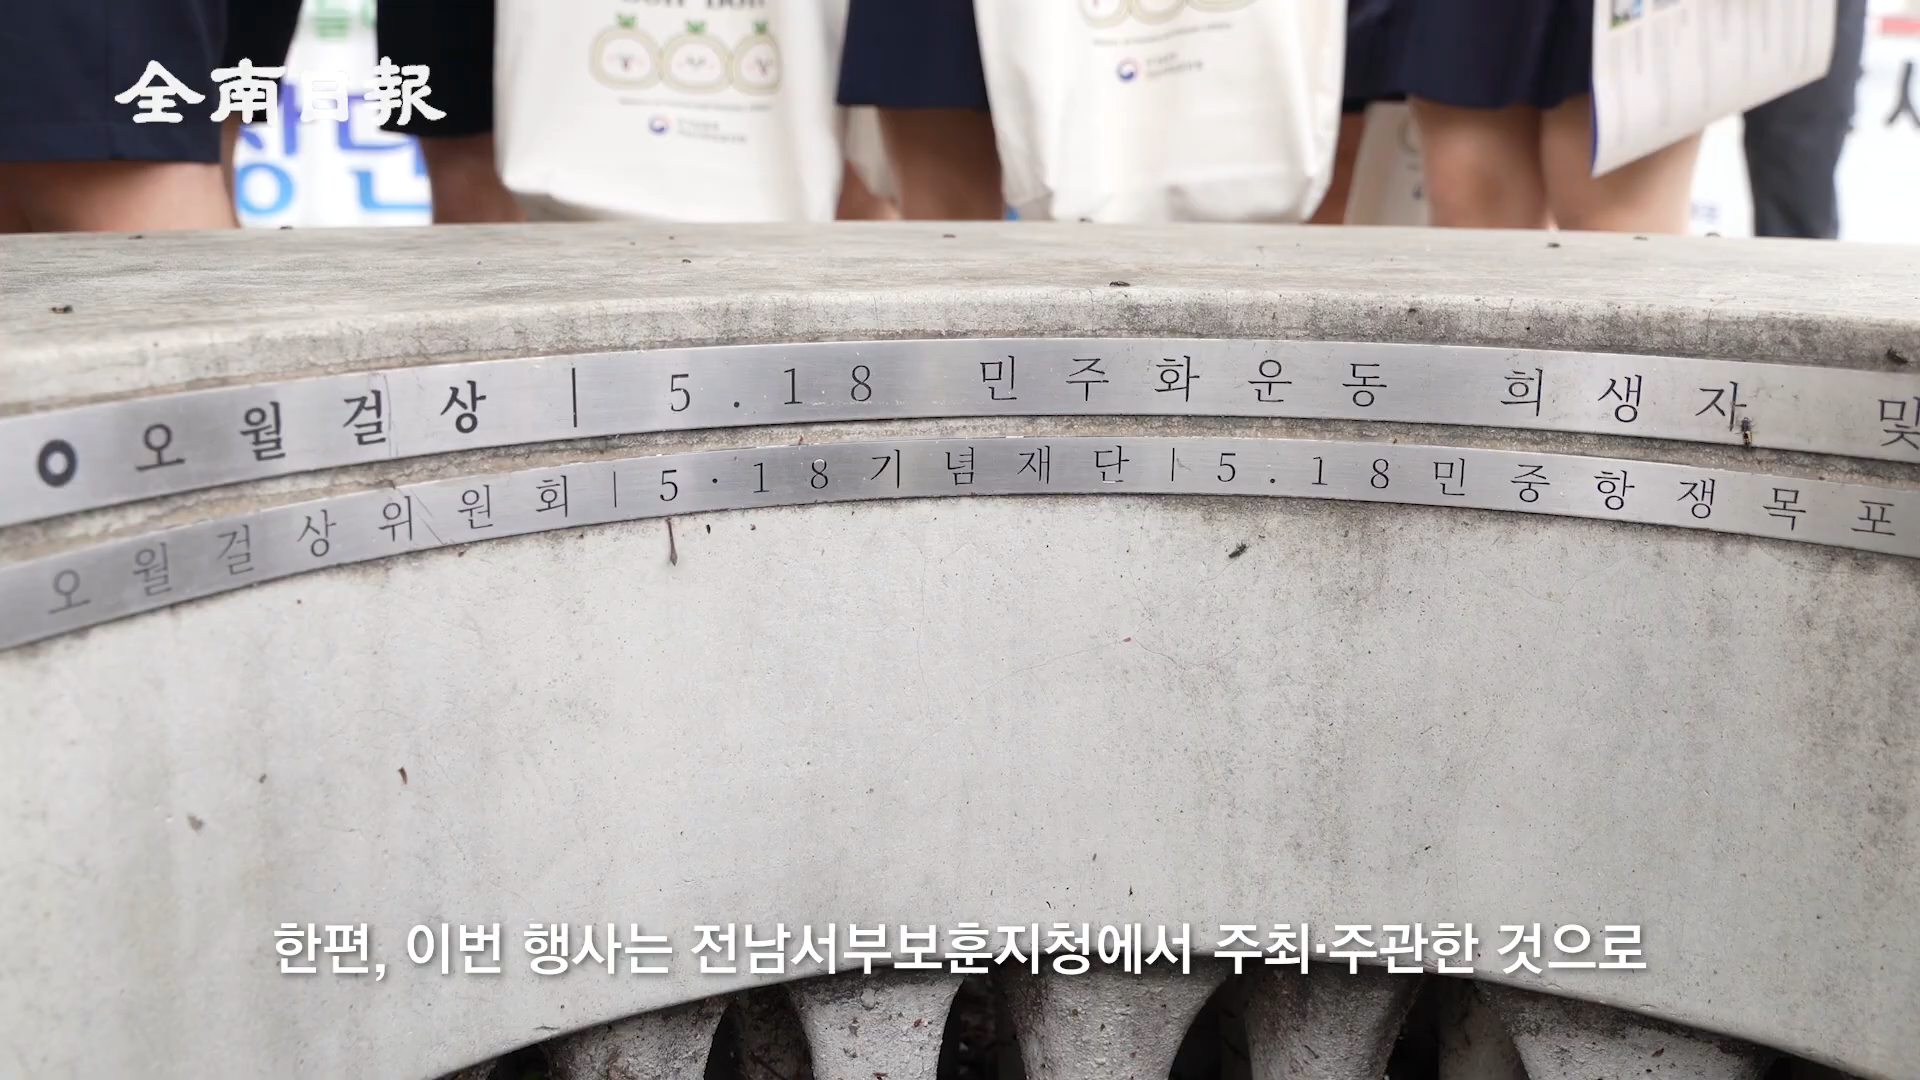 全南日報
오월걸상 | 5.18 민주화운동 희생자 및
오월걸상위원회 | 5·18기념재단 | 5.18민중항쟁목포
한편, 이번 행사는 전남서부보훈지청에서 주최·주관한 것으로